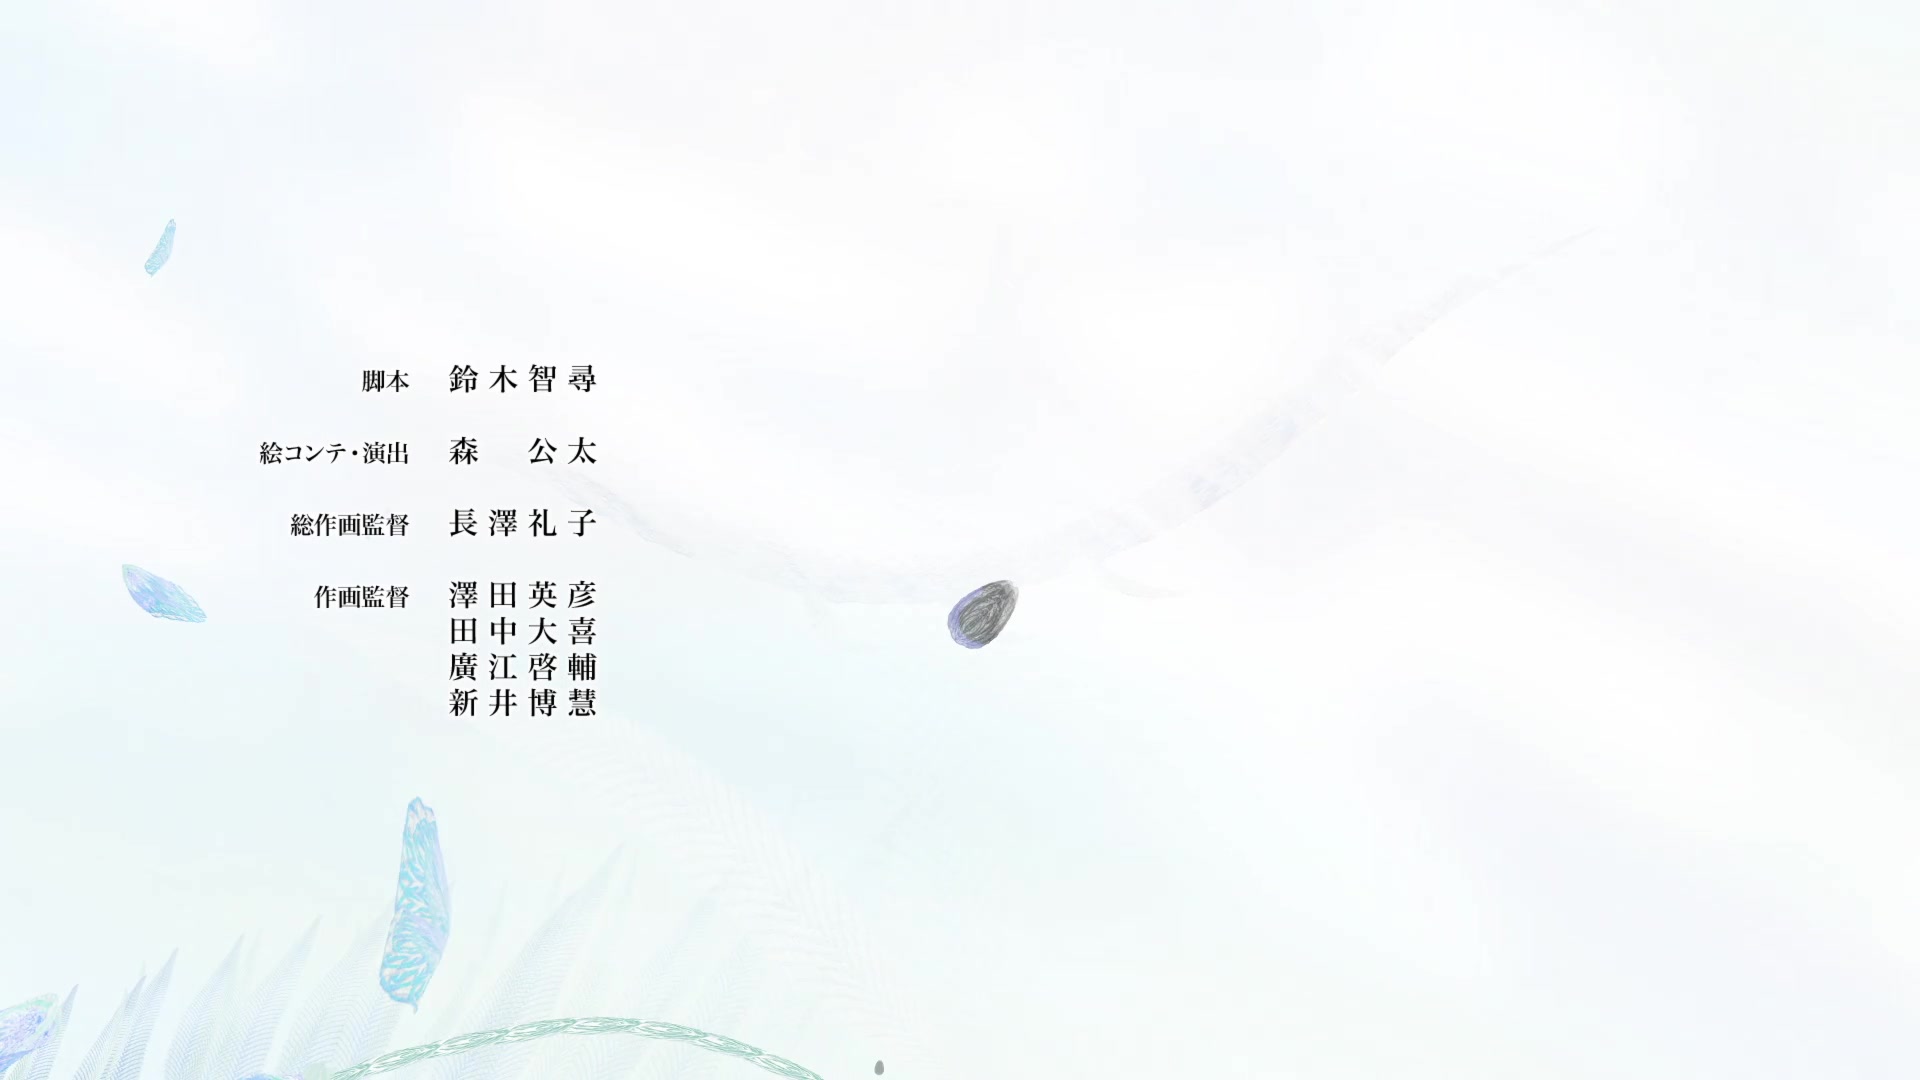 脚本 鈴木智尋
絵コンテ・演出 森 公太
総作画監督 長澤礼子
作画監督 澤田英彦
田中大喜
廣江啓輔
新井博慧